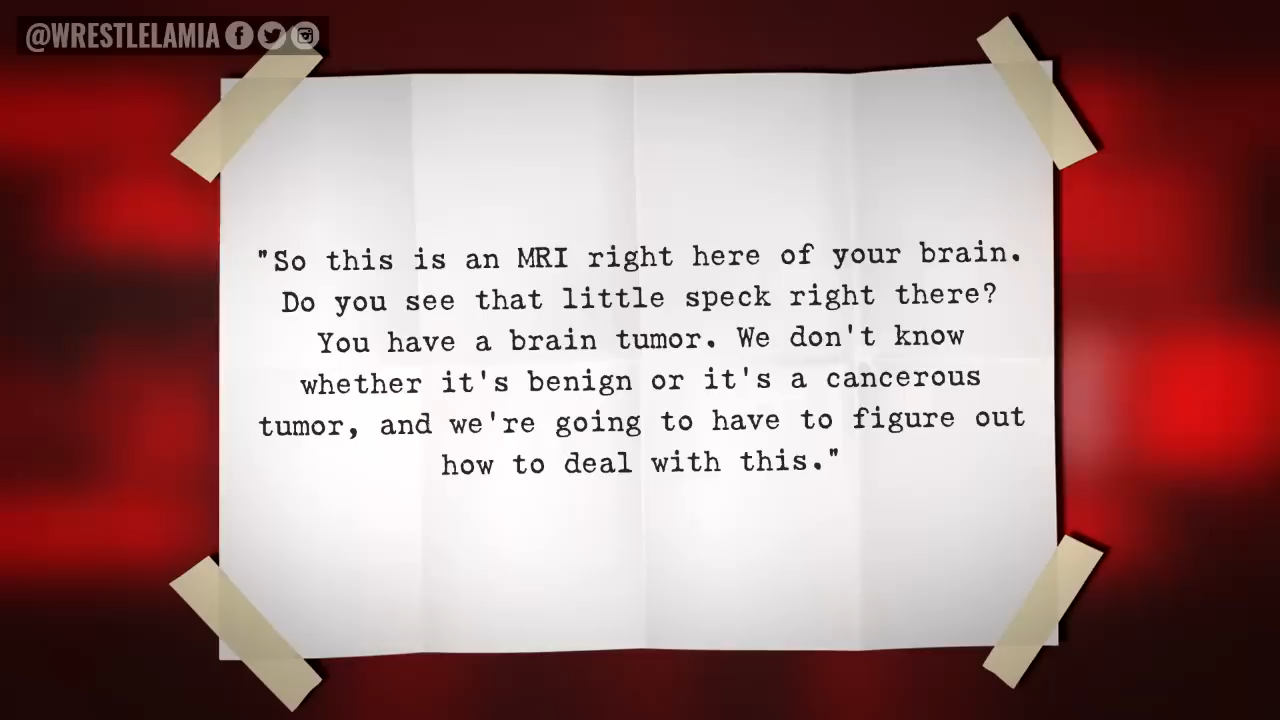 @WRESTLELAMIA
"So this is an MRI right here of your brain.
Do you see that little speck right there?
You have a brain tumor. We don't know
whether it's benign or it's a cancerous
tumor, and we're going to have to figure out
how to deal with this."